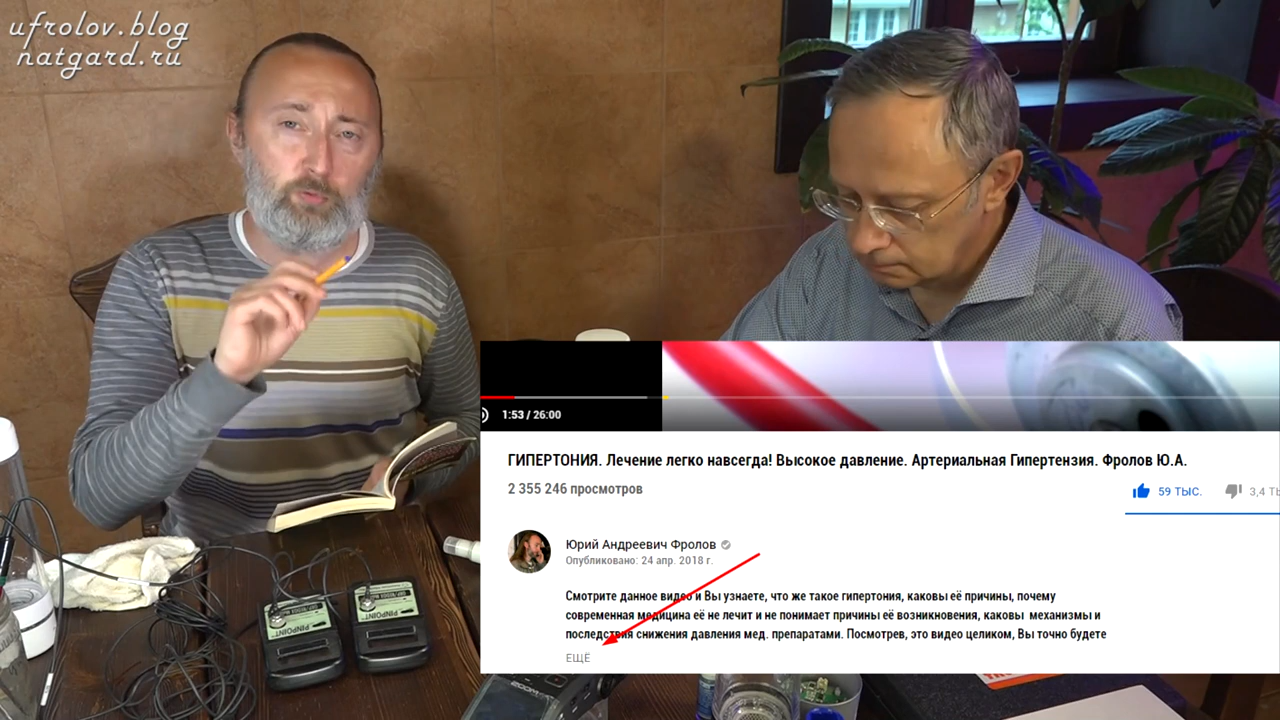 ufrolov.blog
natgard.ru
1:53 / 26:00
ГИПЕРТОНИЯ. Лечение легко навсегда! Высокое давление. Артериальная Гипертензия. Фролов Ю.А.
2 355 246 просмотров
59 ТЫС.
3,4 ТЬ
Юрий Андреевич Фролов
Опубликовано: 24 апр. 2018 г.
Смотрите данное видео и Вы узнаете, что же такое гипертония, каковы её причины, почему
современная медицина её не лечит и не понимает причины её возникновения, каковы механизмы и
последствия снижения давления мед. препаратами. Посмотрев, это видео целиком, Вы точно будете
ЕЩЁ
PINPOINT
PINPOINT
ZOOM